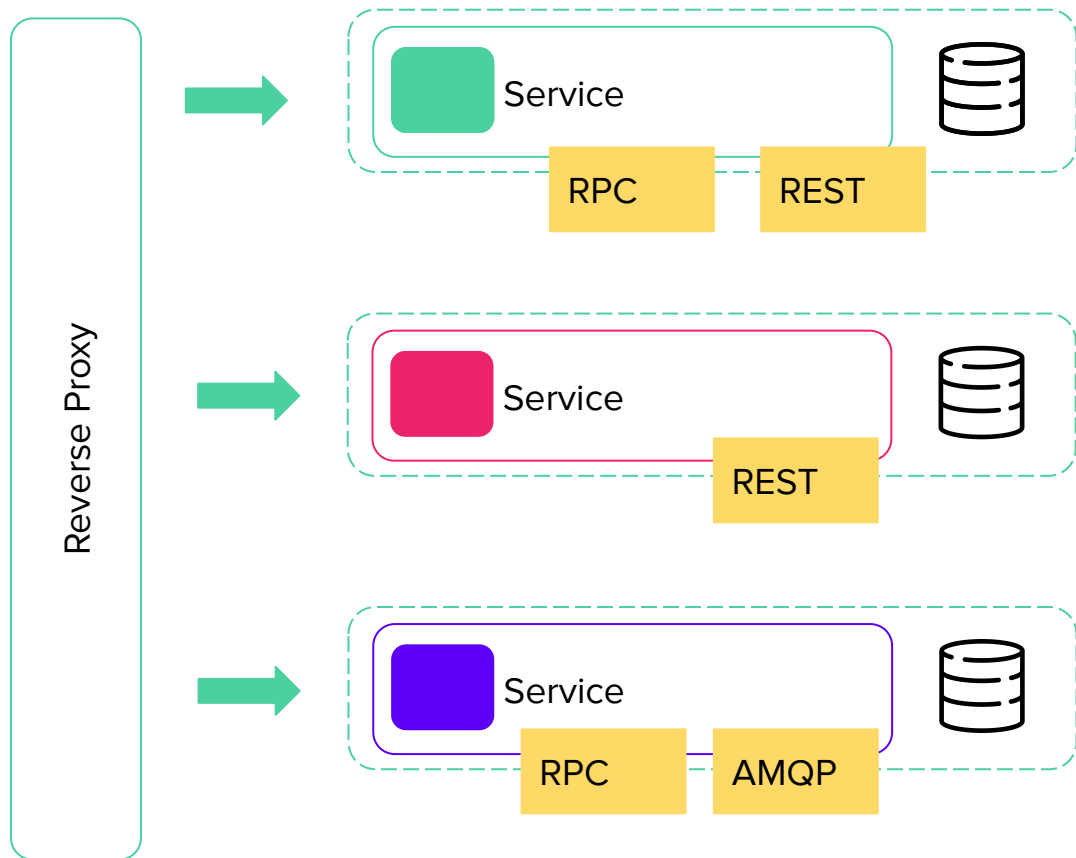 Reverse Proxy
Service
RPC
REST
Service
REST
Service
RPC
AMQP